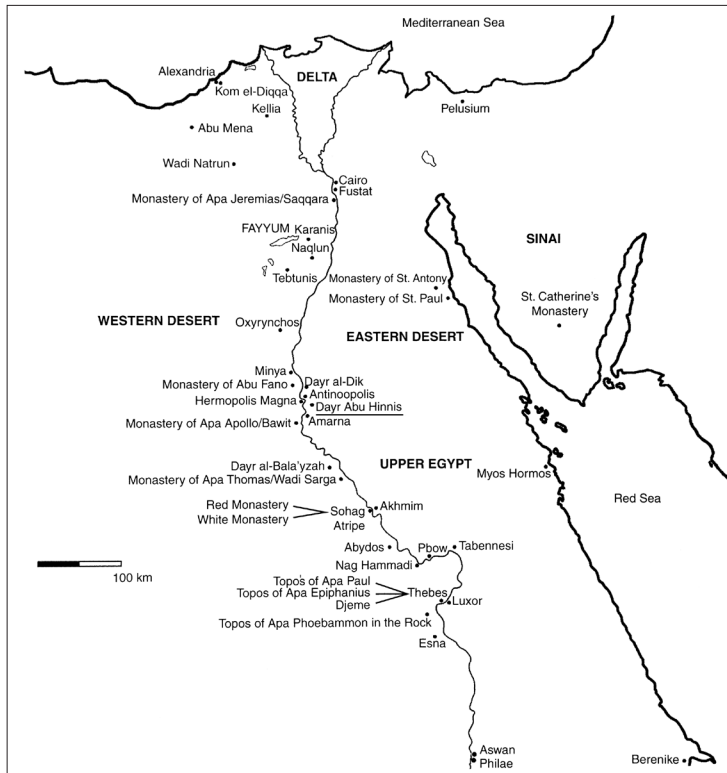 Mediterranean Sea
Alexandria
DELTA
Kom el-Diqqa
Kellia
Pelusium
Abu Mena
Wadi Natrun
Cairo
Fustat
Monastery of Apa Jeremias/Saqqara
FAYYUM Karanis
SINAI
Naqlun
Tebtunis
Monastery of St. Antony
Monastery of St. Paul
St. Catherine's
Monastery
WESTERN DESERT
Oxyrynchos
EASTERN DESERT
Minya
Monastery of Abu Fano
Dayr al-Dik
Antinoopolis
Hermopolis Magna
Dayr Abu Hinnis
Amarna
Monastery of Apa Apollo/Bawit
Dayr al-Bala'yzah
UPPER EGYPT
Monastery of Apa Thomas/Wadi Sarga
Myos Hormos
Red Sea
Red Monastery
White Monastery
Sohag
Akhmim
Atripe
Abydos
Pbow
Tabennesi
Nag Hammadi
100 km
Topos of Apa Paul
Topos of Apa Epiphanius
Djeme
Thebes
Luxor
Topos of Apa Phoebammon in the Rock
Esna
Aswan
Philae
Berenike